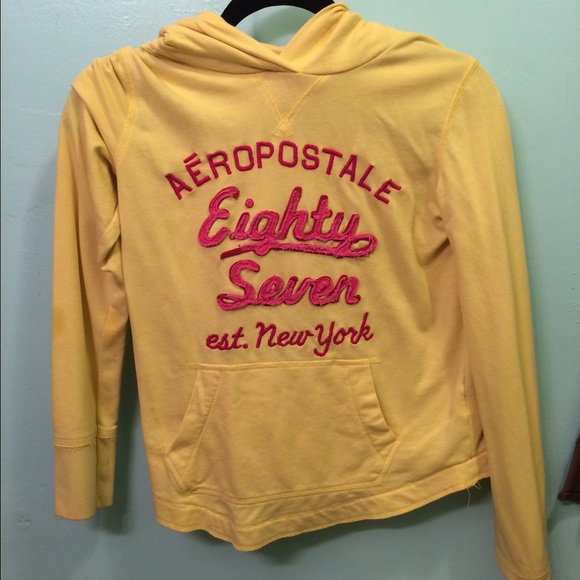 AÉROPOSTALE
Eighty
Seven
est. New York